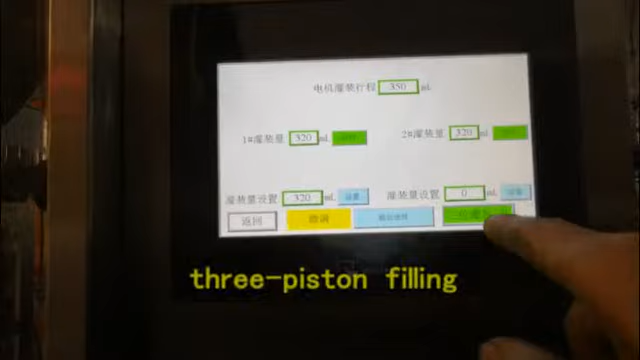 电机灌装行程 350 mL
1#灌装量 320 mL 2#灌装量 320 mL
灌装量设置 320 mL 设置 灌装量设置 0 mL
返回 微调
three-piston filling